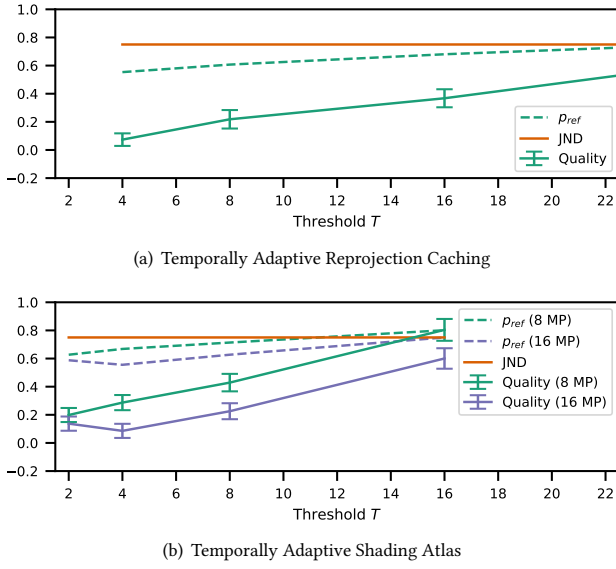 1.0
0.8
0.6
0.4
0.2
0.0
−0.2
p_ref
JND
Quality
2 4 6 8 10 12 14 16 18 20 22
Threshold T
(a) Temporally Adaptive Reprojection Caching
1.0
0.8
0.6
0.4
0.2
0.0
−0.2
p_ref (8 MP)
p_ref (16 MP)
JND
Quality (8 MP)
Quality (16 MP)
2 4 6 8 10 12 14 16 18 20 22
Threshold T
(b) Temporally Adaptive Shading Atlas